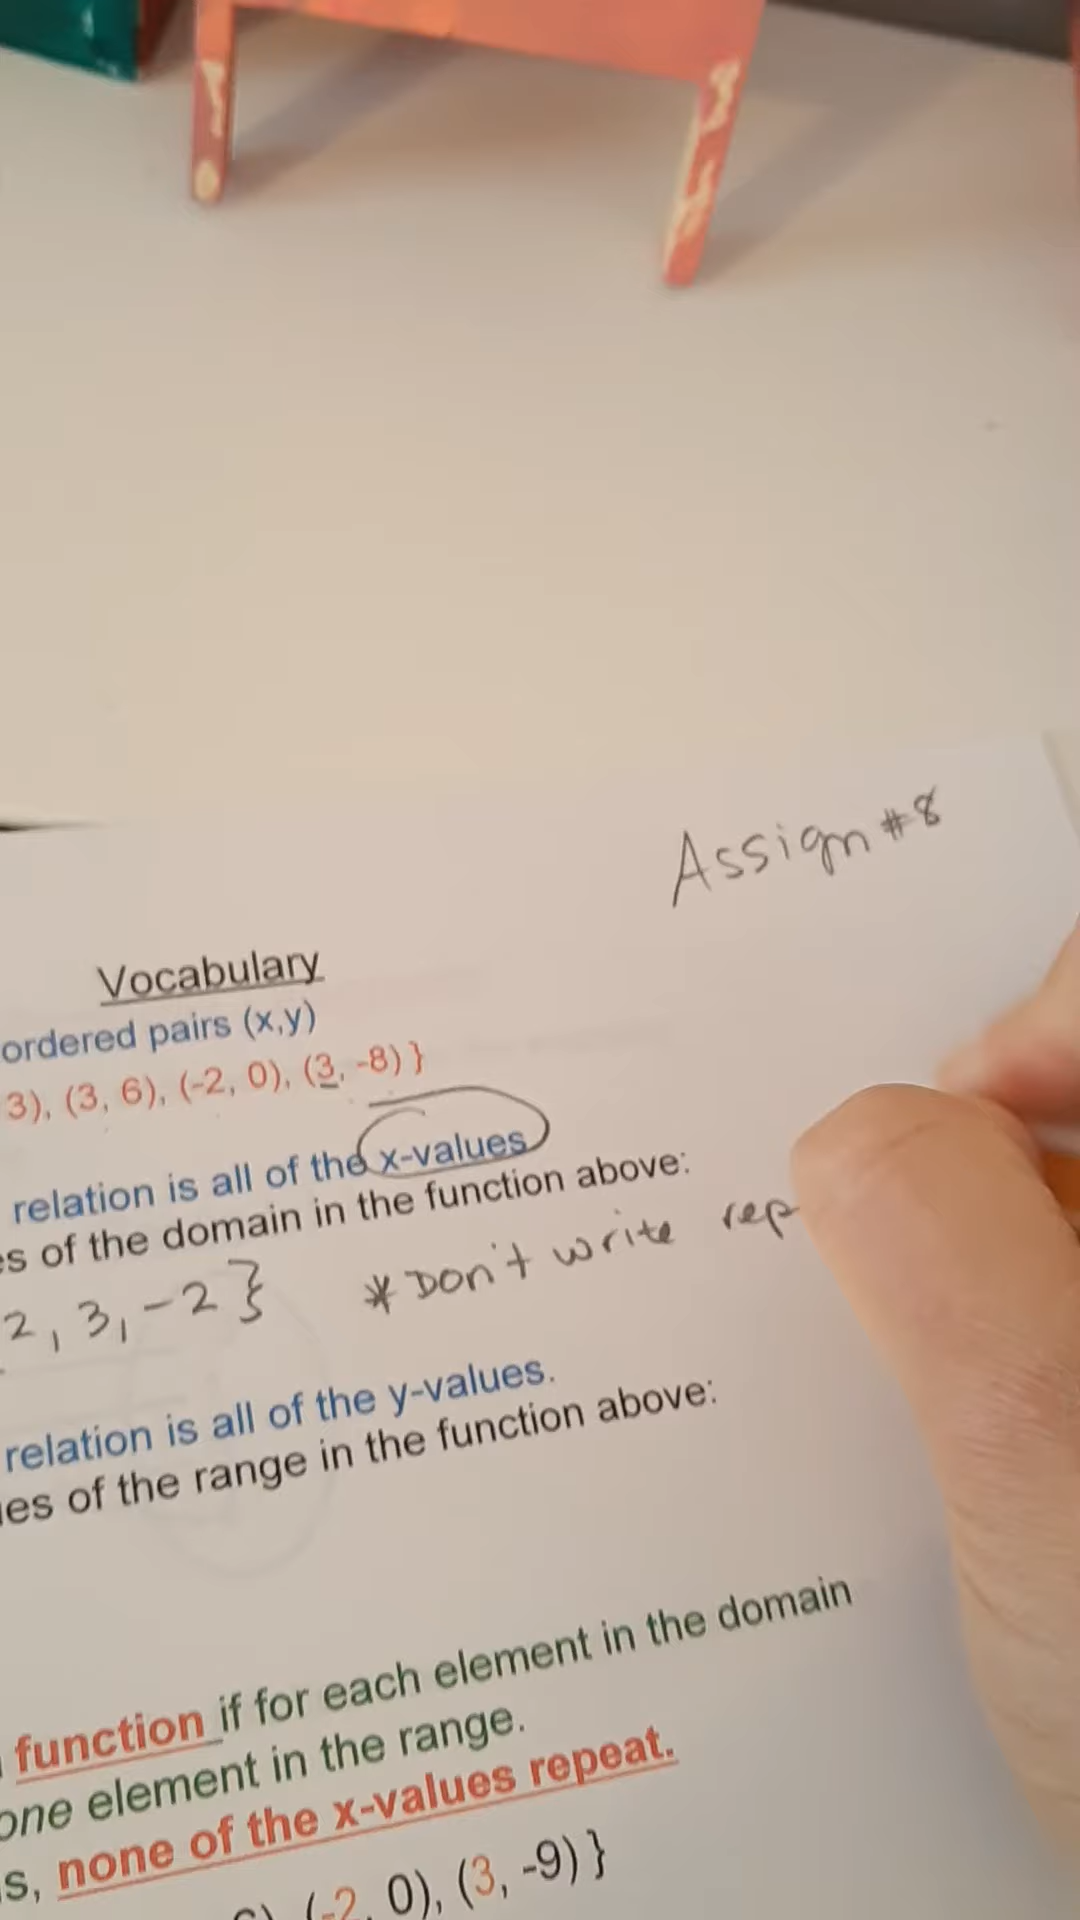 Assign #8
Vocabulary
ordered pairs (x,y)
3), (3, 6), (-2, 0), (3, -8) }
relation is all of the x-values
s of the domain in the function above:
2, 3, -2 }
* Don't write rep
relation is all of the y-values.
es of the range in the function above:
function if for each element in the domain
one element in the range.
s, none of the x-values repeat.
(-2, 0), (3, -9) }